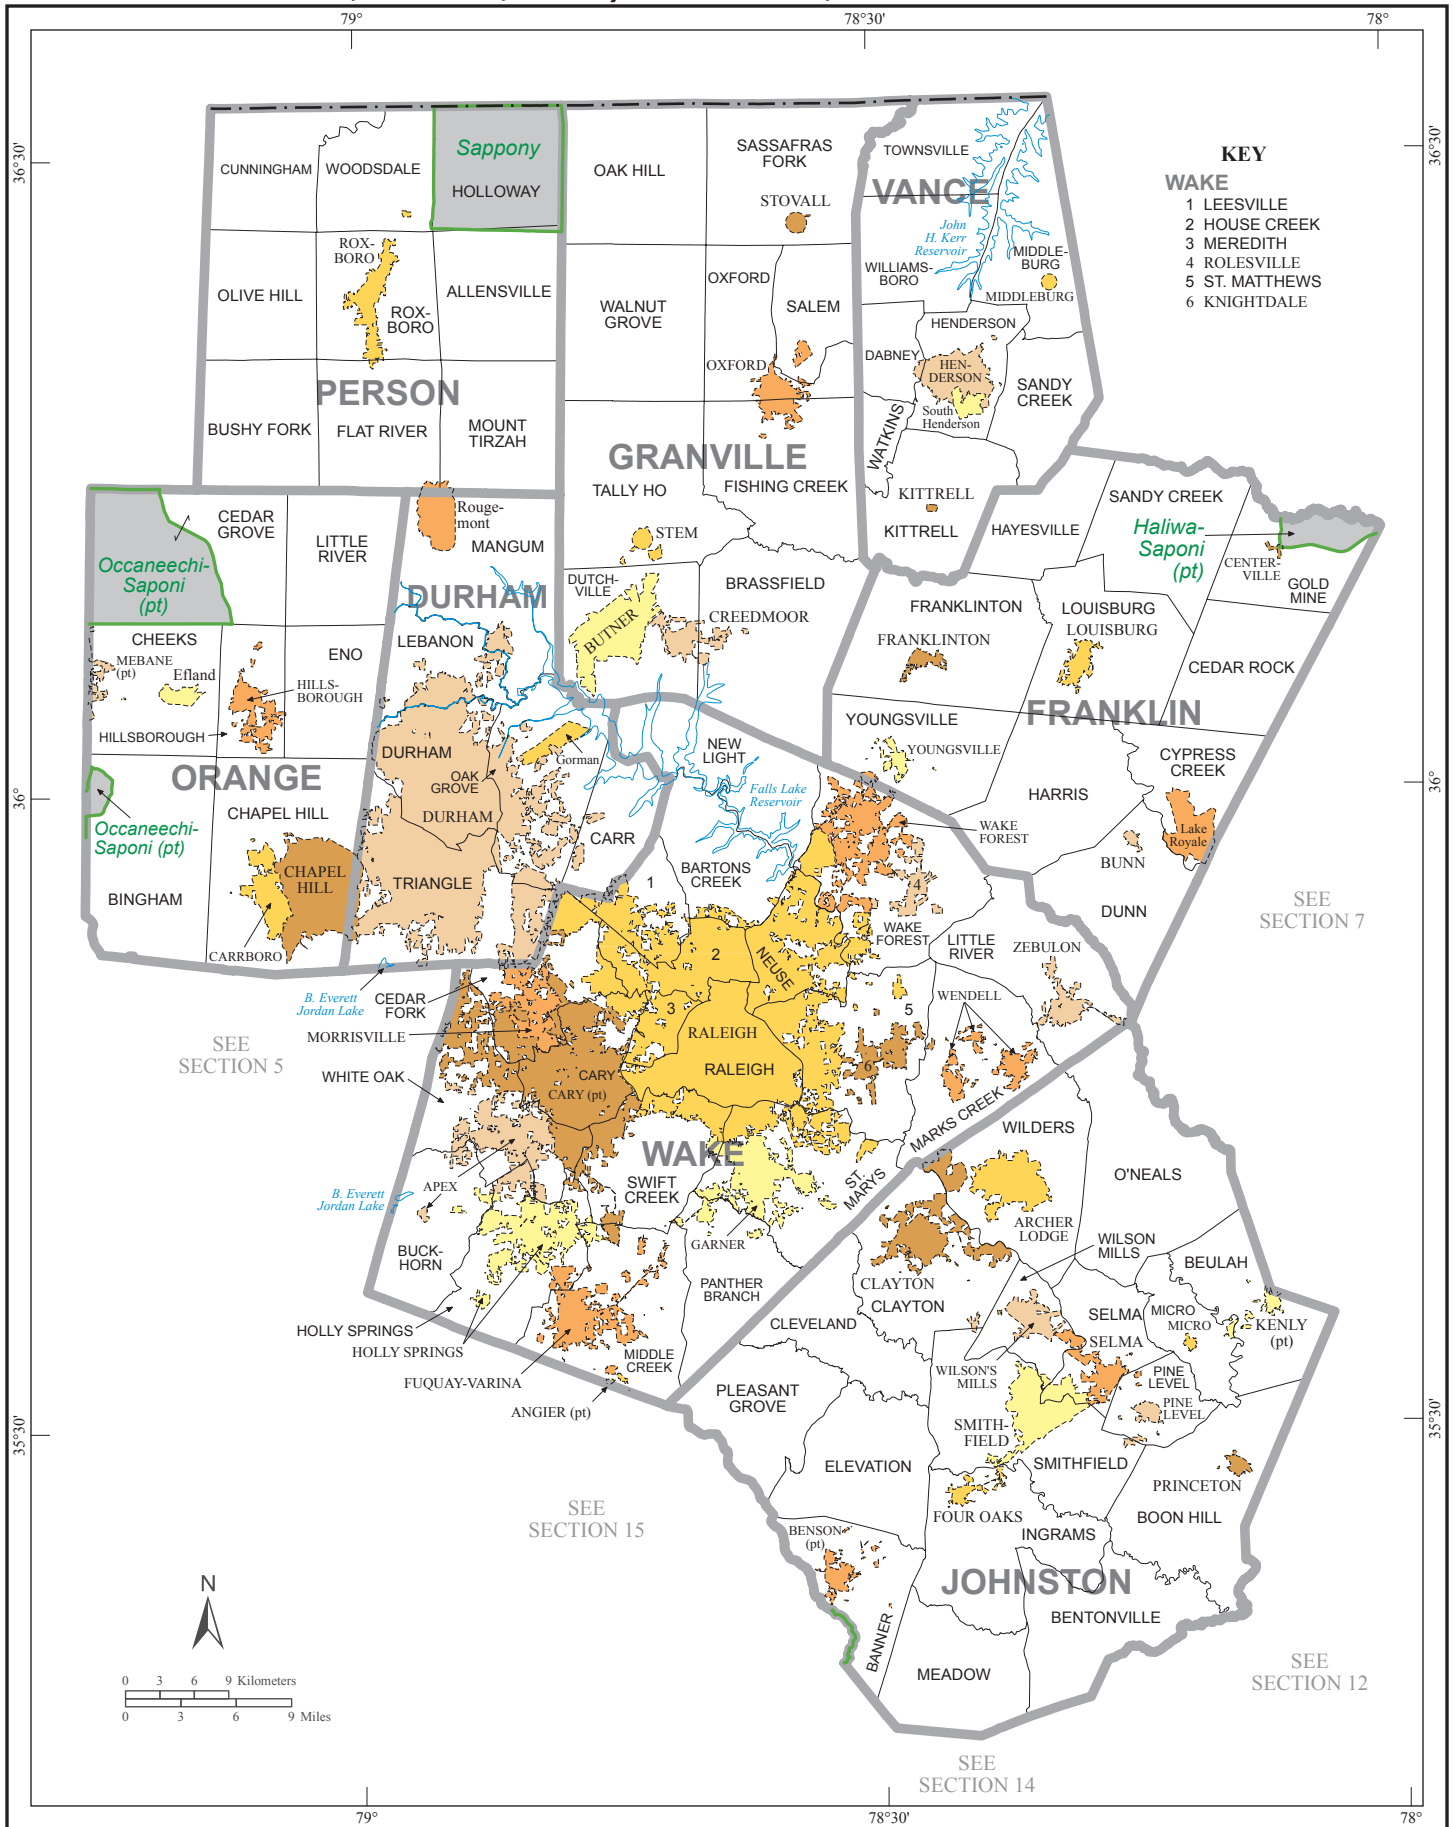 79°
78°30'
78°
36°30'
36°30'
KEY
WAKE
1 LEESVILLE
2 HOUSE CREEK
3 MEREDITH
4 ROLESVILLE
5 ST. MATTHEWS
6 KNIGHTDALE
CUNNINGHAM
WOODSDALE
Sappony
HOLLOWAY
OAK HILL
SASSAFRAS
FORK
STOVALL
TOWNSVILLE
VANCE
John
H. Kerr
Reservoir
WILLIAMS-
BORO
MIDDLE-
BURG
MIDDLEBURG
ROX-
BORO
OLIVE HILL
ROX-
BORO
ALLENSVILLE
WALNUT
GROVE
OXFORD
SALEM
HENDERSON
DABNEY
HEN-
DERSON
OXFORD
SANDY
CREEK
South
Henderson
PERSON
BUSHY FORK
FLAT RIVER
MOUNT
TIRZAH
GRANVILLE
TALLY HO
FISHING CREEK
WATKINS
KITTRELL
KITTRELL
HAYESVILLE
SANDY CREEK
Haliwa-
Saponi
(pt)
CENTER-
VILLE
GOLD
MINE
CEDAR
GROVE
LITTLE
RIVER
Rouge-
mont
MANGUM
STEM
Occaneechi-
Saponi
(pt)
DURHAM
DUTCH-
VILLE
BRASSFIELD
BUTNER
CREEDMOOR
FRANKLINTON
FRANKLINTON
LOUISBURG
LOUISBURG
CEDAR ROCK
CHEEKS
MEBANE
(pt)
Efland
ENO
LEBANON
HILLS-
BOROUGH
HILLSBOROUGH
FRANKLIN
YOUNGSVILLE
YOUNGSVILLE
CYPRESS
CREEK
ORANGE
DURHAM
OAK
GROVE
Gorman
NEW
LIGHT
Falls Lake
Reservoir
HARRIS
36°
36°
CHAPEL HILL
Occaneechi-
Saponi (pt)
DURHAM
CARR
WAKE
FOREST
Lake
Royale
BUNN
BARTONS
CREEK
1
CHAPEL
HILL
TRIANGLE
4
BINGHAM
DUNN
SEE
SECTION 7
CARRBORO
2
NEUSE
WAKE
FOREST
LITTLE
RIVER
ZEBULON
B. Everett
Jordan Lake
CEDAR
FORK
MORRISVILLE
3
5
WENDELL
RALEIGH
SEE
SECTION 5
WHITE OAK
CARY
CARY (pt)
RALEIGH
6
MARKS CREEK
WILDERS
WAKE
O'NEALS
B. Everett
Jordan Lake
APEX
SWIFT
CREEK
ST.
MARYS
ARCHER
LODGE
BUCK-
HORN
GARNER
WILSON
MILLS
BEULAH
PANTHER
BRANCH
CLAYTON
CLAYTON
HOLLY SPRINGS
HOLLY SPRINGS
CLEVELAND
SELMA
SELMA
MICRO
MICRO
KENLY
(pt)
FUQUAY-VARINA
MIDDLE
CREEK
WILSON'S
MILLS
PINE
LEVEL
PINE
LEVEL
ANGIER (pt)
PLEASANT
GROVE
SMITH-
FIELD
35°30'
35°30'
ELEVATION
SMITHFIELD
PRINCETON
SEE
SECTION 15
FOUR OAKS
BOON HILL
BENSON
(pt)
INGRAMS
JOHNSTON
BENTONVILLE
BANNER
MEADOW
SEE
SECTION 12
N
0 3 6 9 Kilometers
0 3 6 9 Miles
SEE
SECTION 14
79°
78°30'
78°